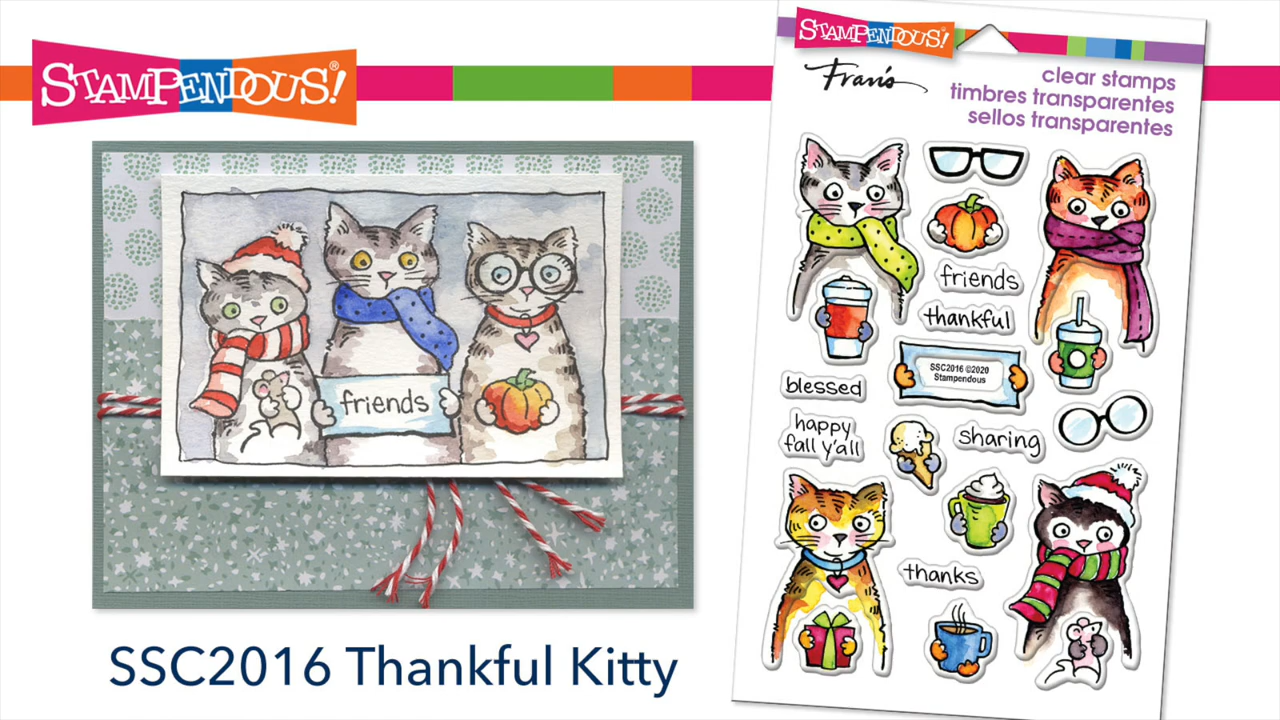 STAMPENDOUS!®
friends
SSC2016 Thankful Kitty
STAMPENDOUS!
Fran's
clear stamps
timbres transparentes
sellos transparentes
friends
thankful
SSC2016 ©2020
Stampendous
blessed
happy
fall y'all
sharing
thanks